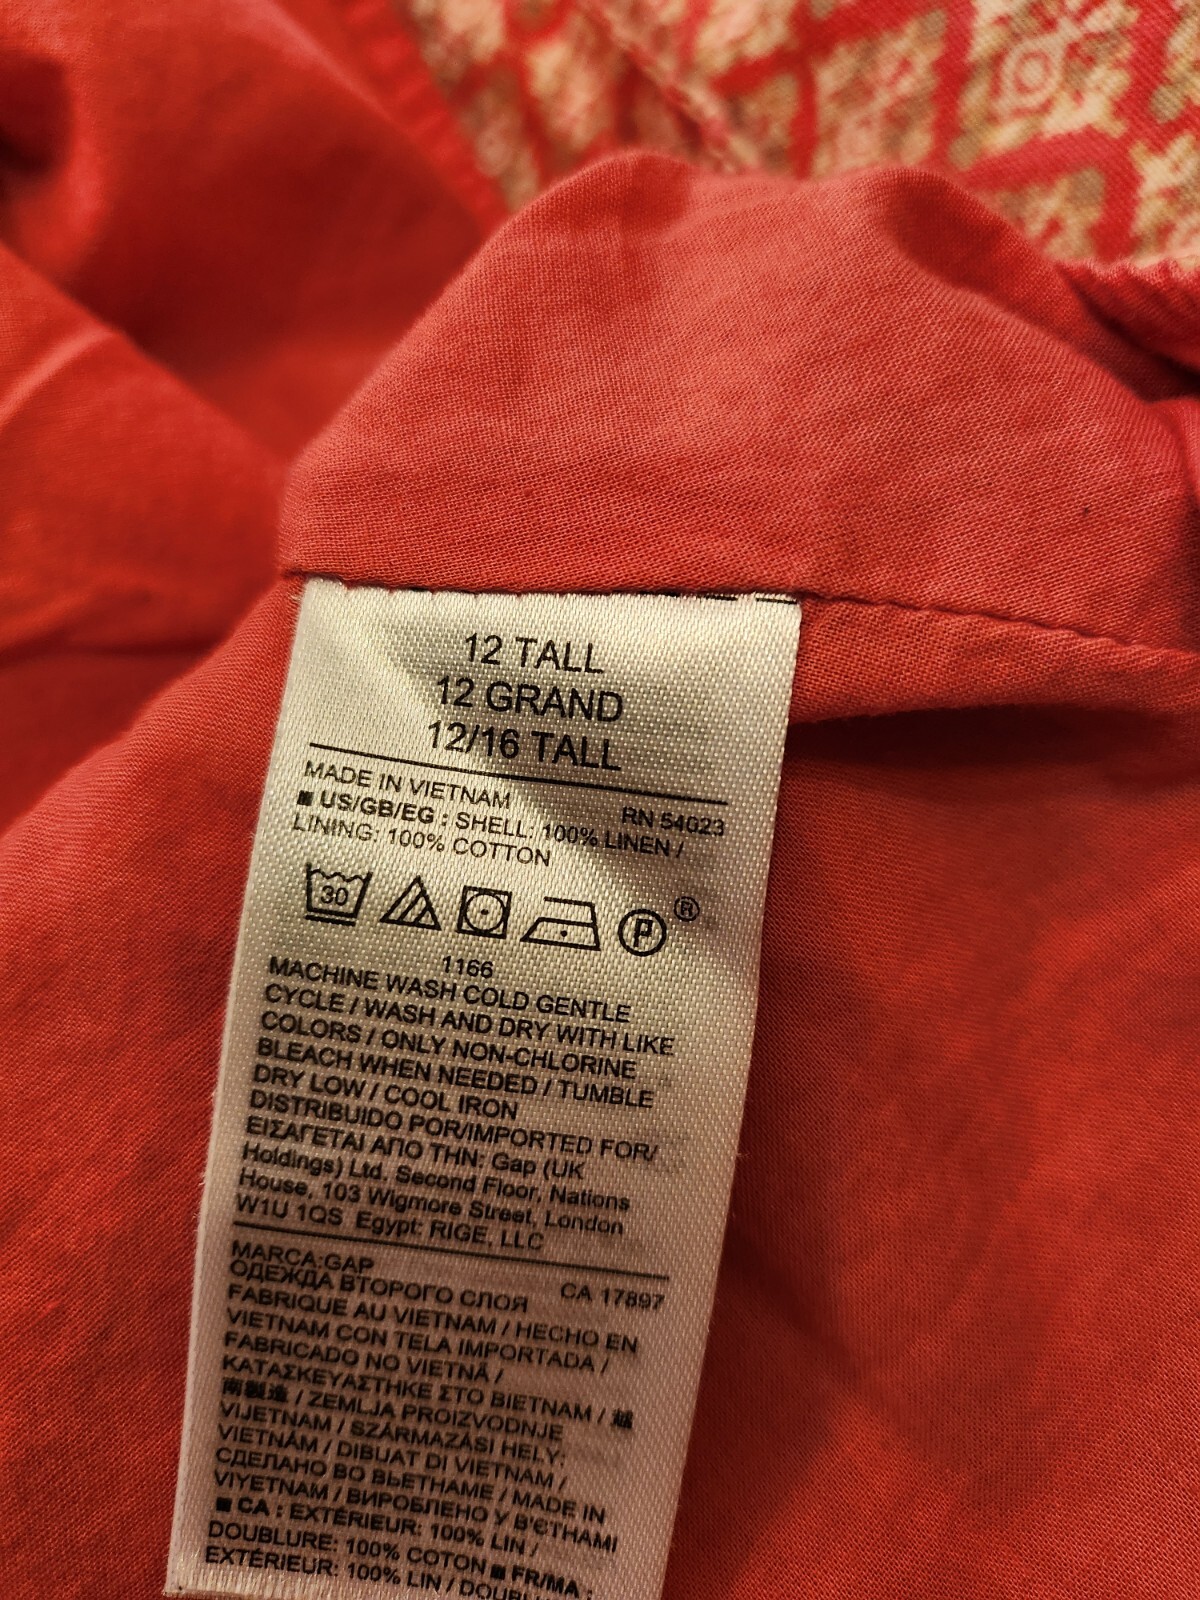 12 TALL
12 GRAND
12/16 TALL
MADE IN VIETNAM RN 54023
■ US/GB/EG : SHELL: 100% LINEN /
LINING: 100% COTTON
30 P ®
1166
MACHINE WASH COLD GENTLE
CYCLE / WASH AND DRY WITH LIKE
COLORS / ONLY NON-CHLORINE
BLEACH WHEN NEEDED / TUMBLE
DRY LOW / COOL IRON
DISTRIBUIDO POR/IMPORTED FOR/
ΕΙΣΑΓΕΤΑΙ ΑΠΟ ΤΗΝ: Gap (UK
Holdings) Ltd. Second Floor, Nations
House, 103 Wigmore Street, London
W1U 1QS Egypt: RIGE, LLC
MARCA:GAP CA 17897
ОДЕЖДА ВТОРОГО СЛОЯ
FABRIQUE AU VIETNAM / HECHO EN
VIETNAM CON TELA IMPORTADA /
FABRICADO NO VIETNÃ /
ΚΑΤΑΣΚΕΥΑΣΤΗΚΕ ΣΤΟ ΒΙΕΤΝΑΜ / 越
南製造 / ZEMLJA PROIZVODNJE
VIJETNAM / SZÁRMAZÁSI HELY:
VIETNÁM / DIBUAT DI VIETNAM /
СДЕЛАНО ВО ВЬЕТНАМЕ / MADE IN
VIYETNAM / ВИРОБЛЕНО У В'ЄТНАМІ
■ CA : EXTÉRIEUR: 100% LIN /
DOUBLURE: 100% COTON ■ FR/MA :
EXTÉRIEUR: 100% LIN /